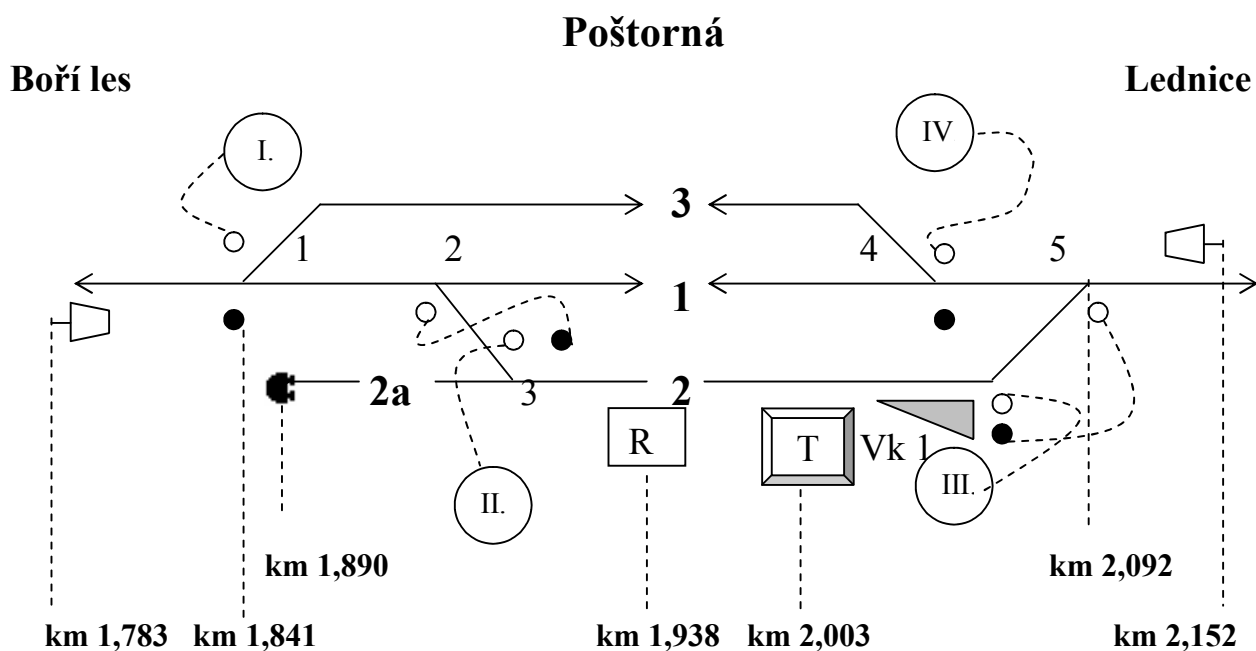 Poštorná
Boří les
Lednice
I.
IV
3
1
2
4
5
1
2a
3
2
R
T
Vk 1
II.
III.
km 1,890
km 2,092
km 1,783
km 1,841
km 1,938
km 2,003
km 2,152